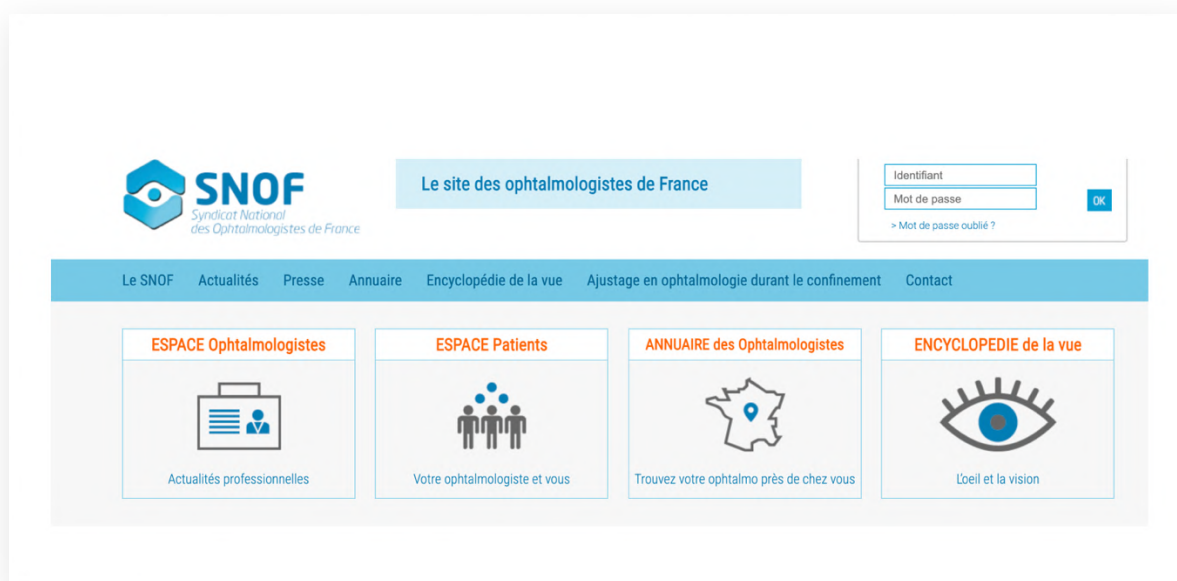 SNOF
Syndicat National
des Ophtalmologistes de France
Le site des ophtalmologistes de France
Identifiant
Mot de passe
OK
> Mot de passe oublié ?
Le SNOF Actualités Presse Annuaire Encyclopédie de la vue Ajustage en ophtalmologie durant le confinement Contact
ESPACE Ophtalmologistes
Actualités professionnelles
ESPACE Patients
Votre ophtalmologiste et vous
ANNUAIRE des Ophtalmologistes
Trouvez votre ophtalmo près de chez vous
ENCYCLOPEDIE de la vue
L'oeil et la vision